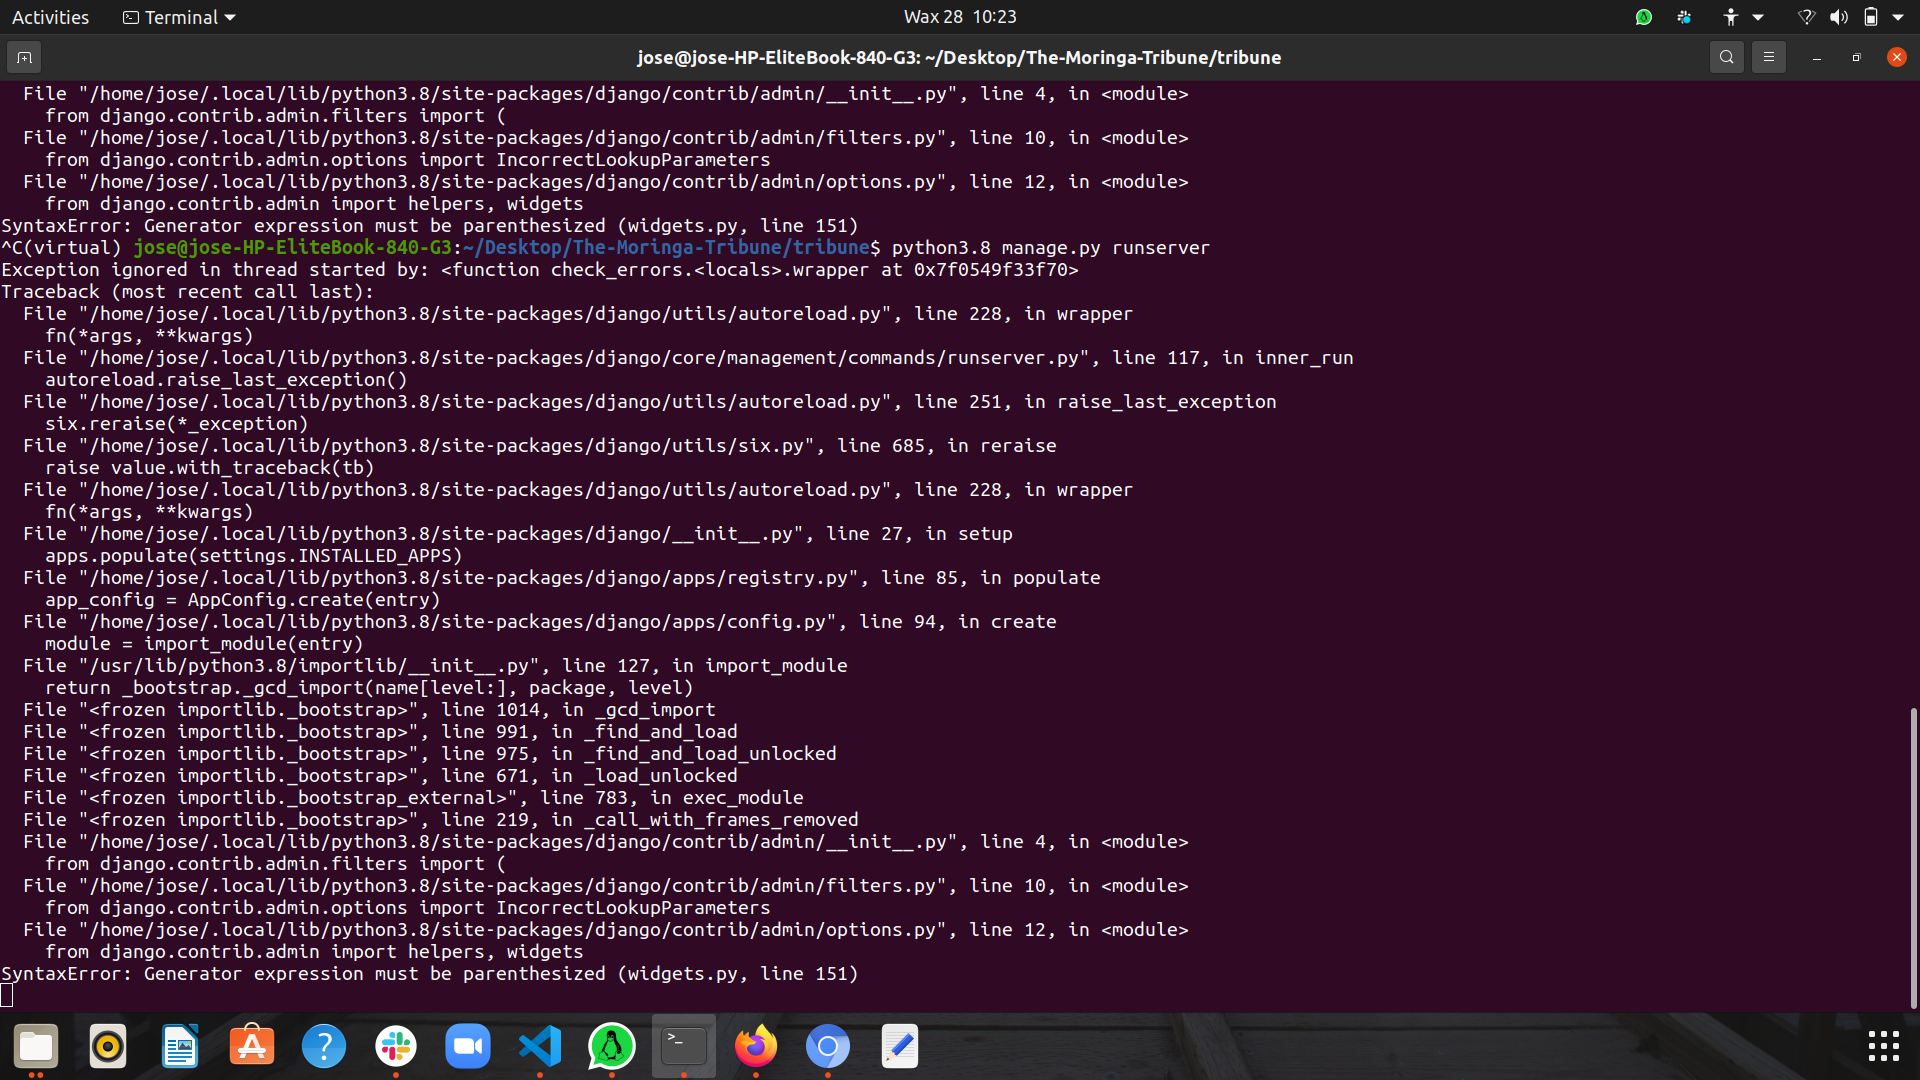 Activities
Terminal
Wax 28 10:23
jose@jose-HP-EliteBook-840-G3: ~/Desktop/The-Moringa-Tribune/tribune
  File "/home/jose/.local/lib/python3.8/site-packages/django/contrib/admin/__init__.py", line 4, in <module>
    from django.contrib.admin.filters import (
  File "/home/jose/.local/lib/python3.8/site-packages/django/contrib/admin/filters.py", line 10, in <module>
    from django.contrib.admin.options import IncorrectLookupParameters
  File "/home/jose/.local/lib/python3.8/site-packages/django/contrib/admin/options.py", line 12, in <module>
    from django.contrib.admin import helpers, widgets
SyntaxError: Generator expression must be parenthesized (widgets.py, line 151)
^C(virtual) jose@jose-HP-EliteBook-840-G3:~/Desktop/The-Moringa-Tribune/tribune$ python3.8 manage.py runserver
Exception ignored in thread started by: <function check_errors.<locals>.wrapper at 0x7f0549f33f70>
Traceback (most recent call last):
  File "/home/jose/.local/lib/python3.8/site-packages/django/utils/autoreload.py", line 228, in wrapper
    fn(*args, **kwargs)
  File "/home/jose/.local/lib/python3.8/site-packages/django/core/management/commands/runserver.py", line 117, in inner_run
    autoreload.raise_last_exception()
  File "/home/jose/.local/lib/python3.8/site-packages/django/utils/autoreload.py", line 251, in raise_last_exception
    six.reraise(*_exception)
  File "/home/jose/.local/lib/python3.8/site-packages/django/utils/six.py", line 685, in reraise
    raise value.with_traceback(tb)
  File "/home/jose/.local/lib/python3.8/site-packages/django/utils/autoreload.py", line 228, in wrapper
    fn(*args, **kwargs)
  File "/home/jose/.local/lib/python3.8/site-packages/django/__init__.py", line 27, in setup
    apps.populate(settings.INSTALLED_APPS)
  File "/home/jose/.local/lib/python3.8/site-packages/django/apps/registry.py", line 85, in populate
    app_config = AppConfig.create(entry)
  File "/home/jose/.local/lib/python3.8/site-packages/django/apps/config.py", line 94, in create
    module = import_module(entry)
  File "/usr/lib/python3.8/importlib/__init__.py", line 127, in import_module
    return _bootstrap._gcd_import(name[level:], package, level)
  File "<frozen importlib._bootstrap>", line 1014, in _gcd_import
  File "<frozen importlib._bootstrap>", line 991, in _find_and_load
  File "<frozen importlib._bootstrap>", line 975, in _find_and_load_unlocked
  File "<frozen importlib._bootstrap>", line 671, in _load_unlocked
  File "<frozen importlib._bootstrap_external>", line 783, in exec_module
  File "<frozen importlib._bootstrap>", line 219, in _call_with_frames_removed
  File "/home/jose/.local/lib/python3.8/site-packages/django/contrib/admin/__init__.py", line 4, in <module>
    from django.contrib.admin.filters import (
  File "/home/jose/.local/lib/python3.8/site-packages/django/contrib/admin/filters.py", line 10, in <module>
    from django.contrib.admin.options import IncorrectLookupParameters
  File "/home/jose/.local/lib/python3.8/site-packages/django/contrib/admin/options.py", line 12, in <module>
    from django.contrib.admin import helpers, widgets
SyntaxError: Generator expression must be parenthesized (widgets.py, line 151)